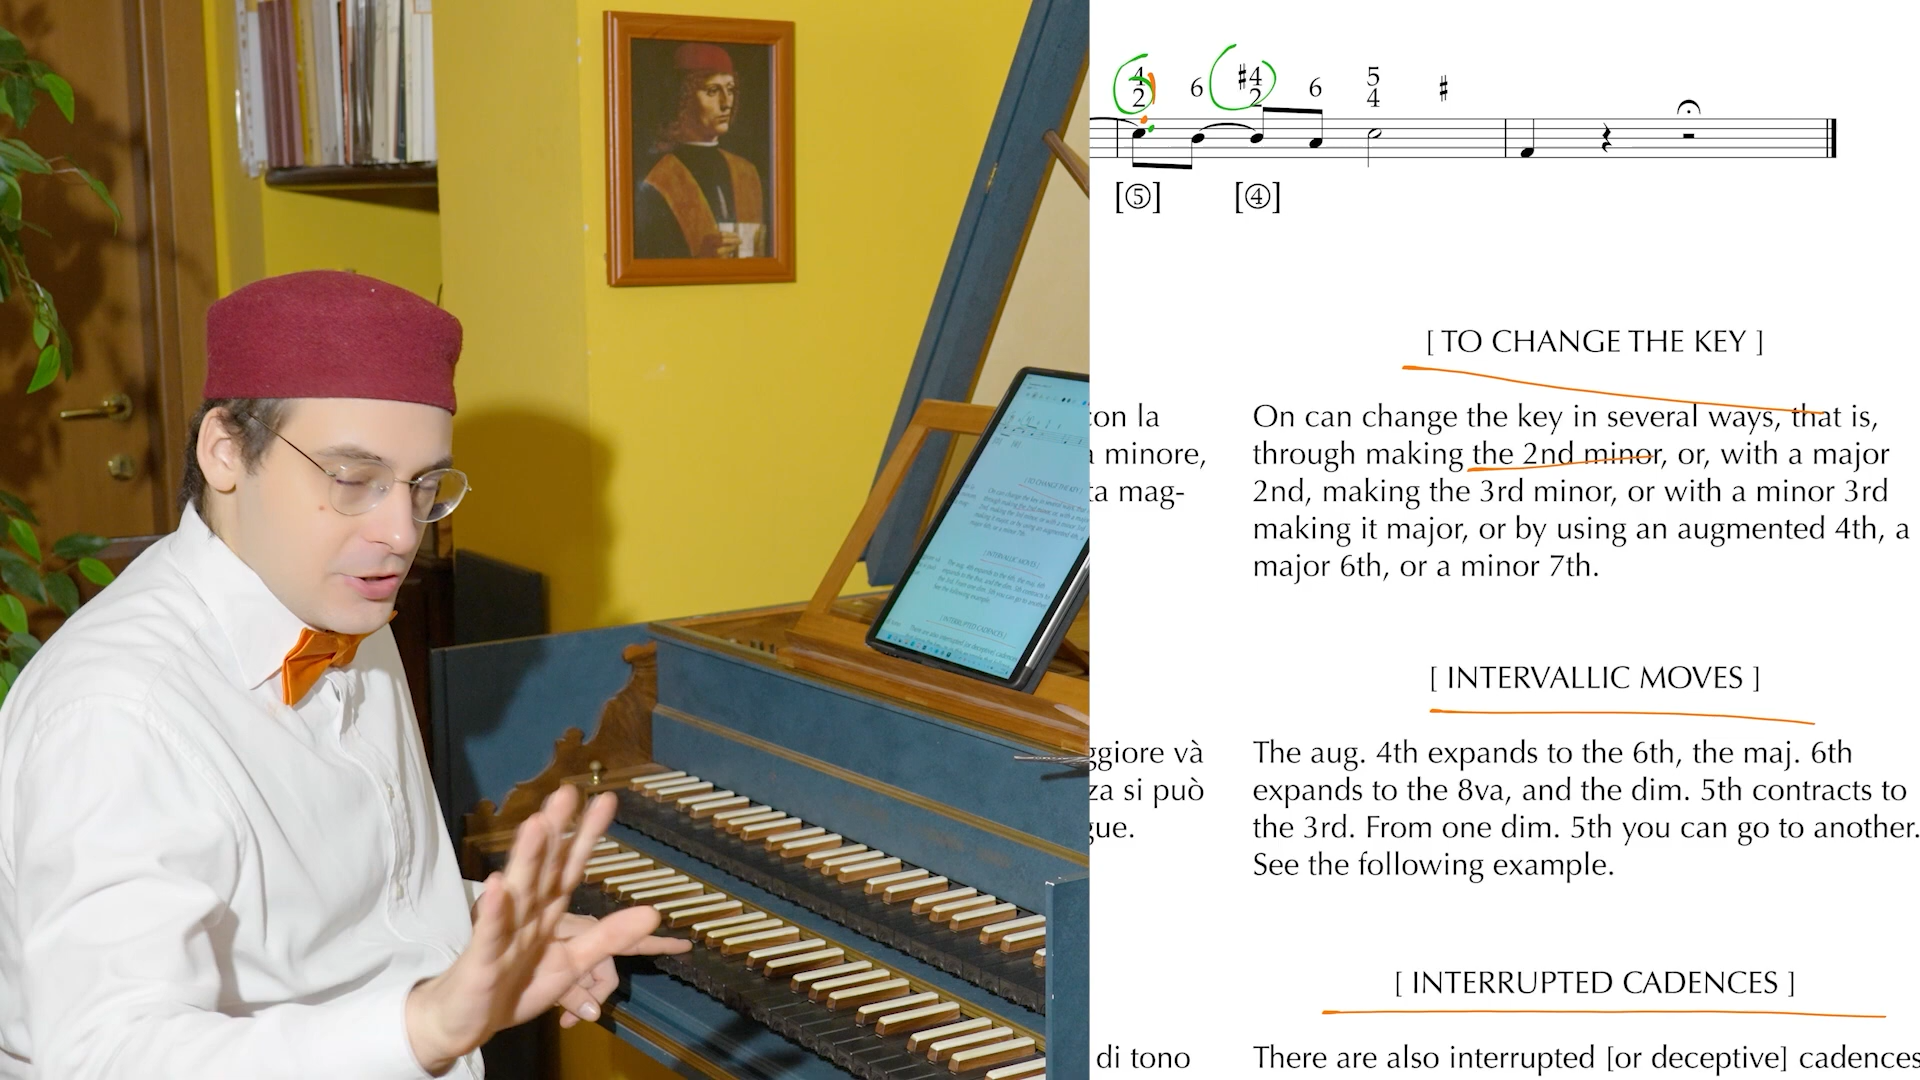 4 6 ♯4 6 5 ♯
2 2 4
[⑤] [④]
[ TO CHANGE THE KEY ]
con la
On can change the key in several ways, that is,
minore,
through making the 2nd minor, or, with a major
ta mag-
2nd, making the 3rd minor, or with a minor 3rd
making it major, or by using an augmented 4th, a
major 6th, or a minor 7th.
[ INTERVALLIC MOVES ]
ggiore và
The aug. 4th expands to the 6th, the maj. 6th
za si può
expands to the 8va, and the dim. 5th contracts to
gue.
the 3rd. From one dim. 5th you can go to another.
See the following example.
[ INTERRUPTED CADENCES ]
di tono
There are also interrupted [or deceptive] cadences